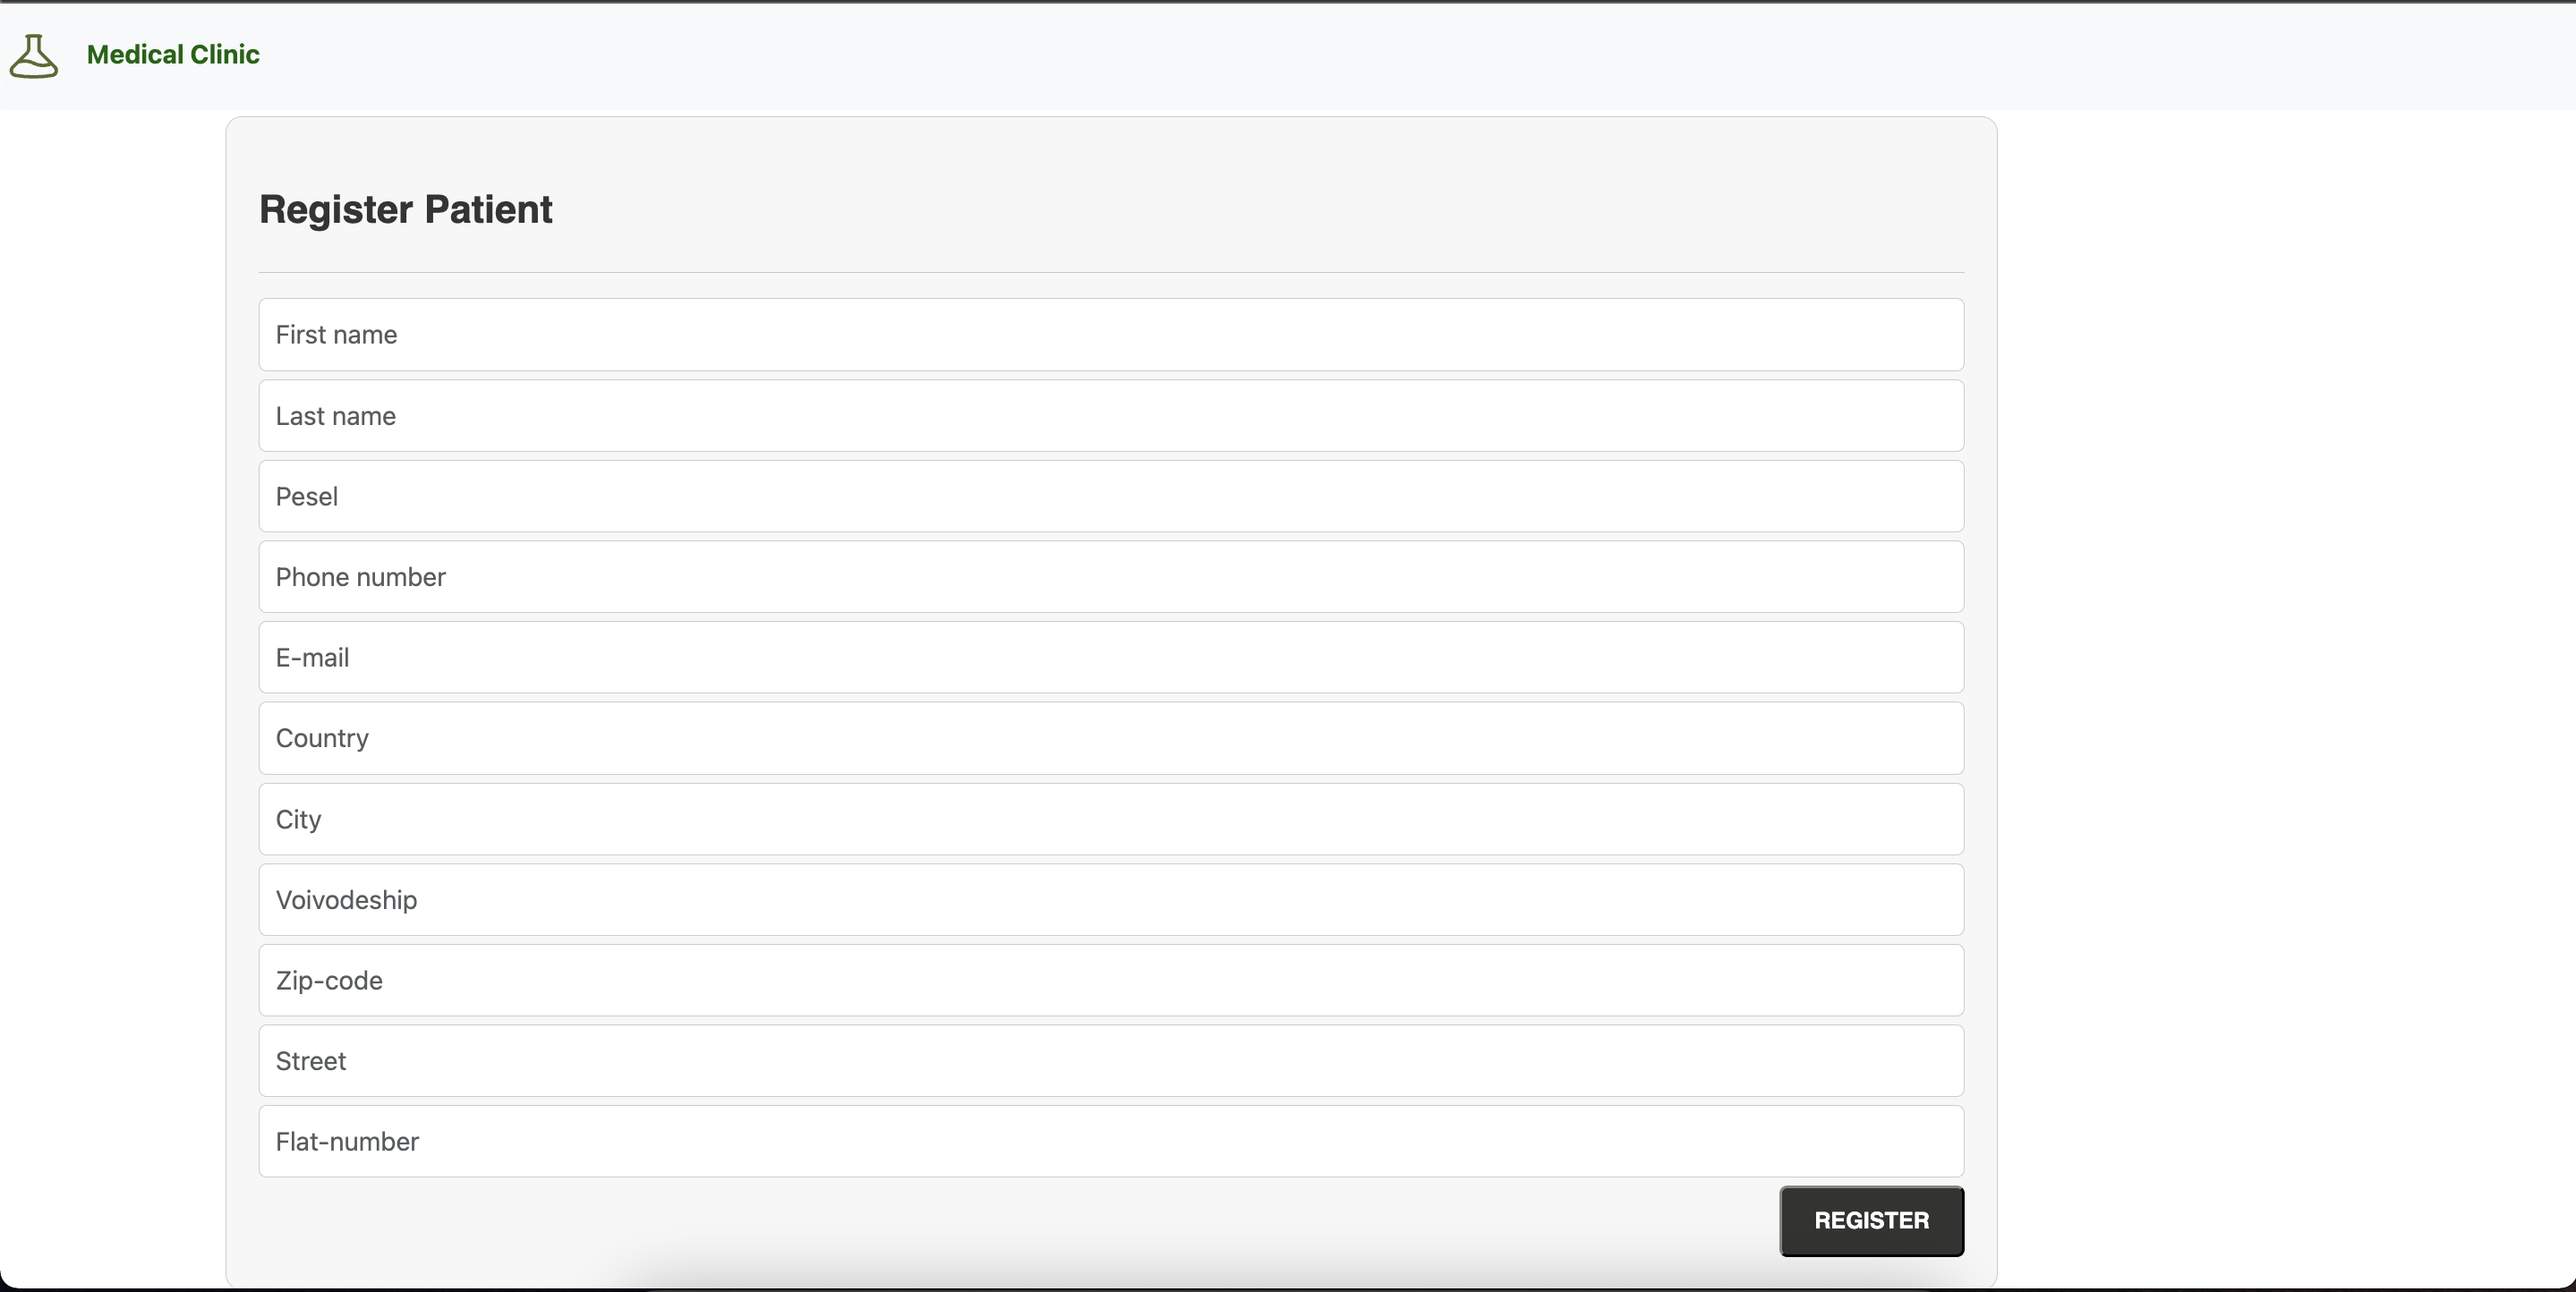 Medical Clinic
Register Patient
First name
Last name
Pesel
Phone number
E-mail
Country
City
Voivodeship
Zip-code
Street
Flat-number
REGISTER